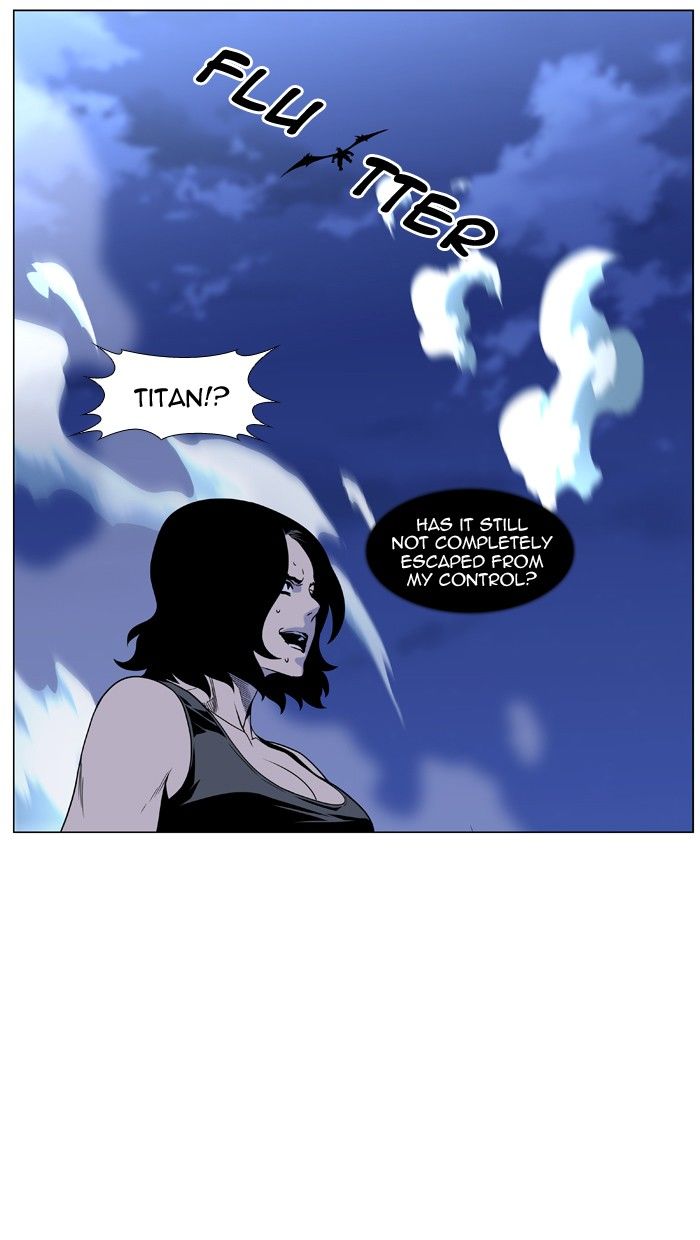 FLU
TTER
TITAN!?
HAS IT STILL
NOT COMPLETELY
ESCAPED FROM
MY CONTROL?